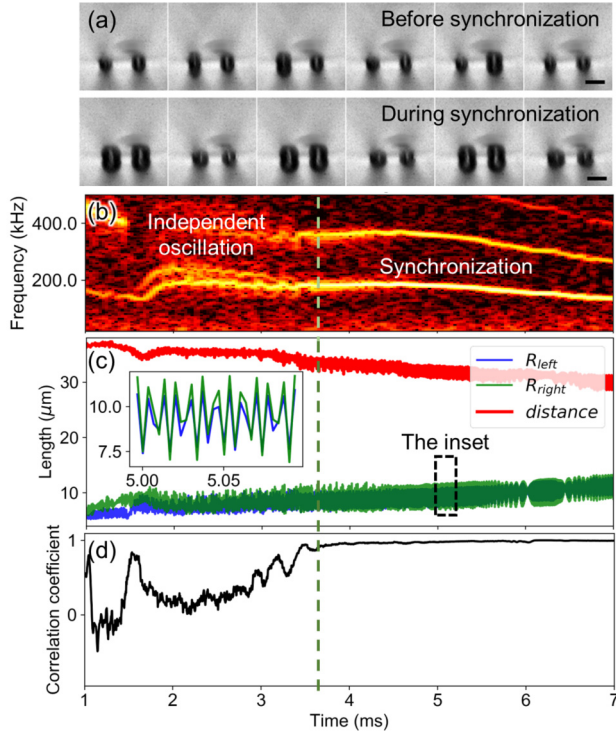 (a)
Before synchronization
During synchronization
(b)
Independent
oscillation
Synchronization
Frequency (kHz)
400.0
200.0
(c)
R_left
R_right
distance
Length (μm)
30
20
10
10.0
7.5
5.00
5.05
The inset
(d)
Correlation coefficient
1
0
1
2
3
4
5
6
7
Time (ms)